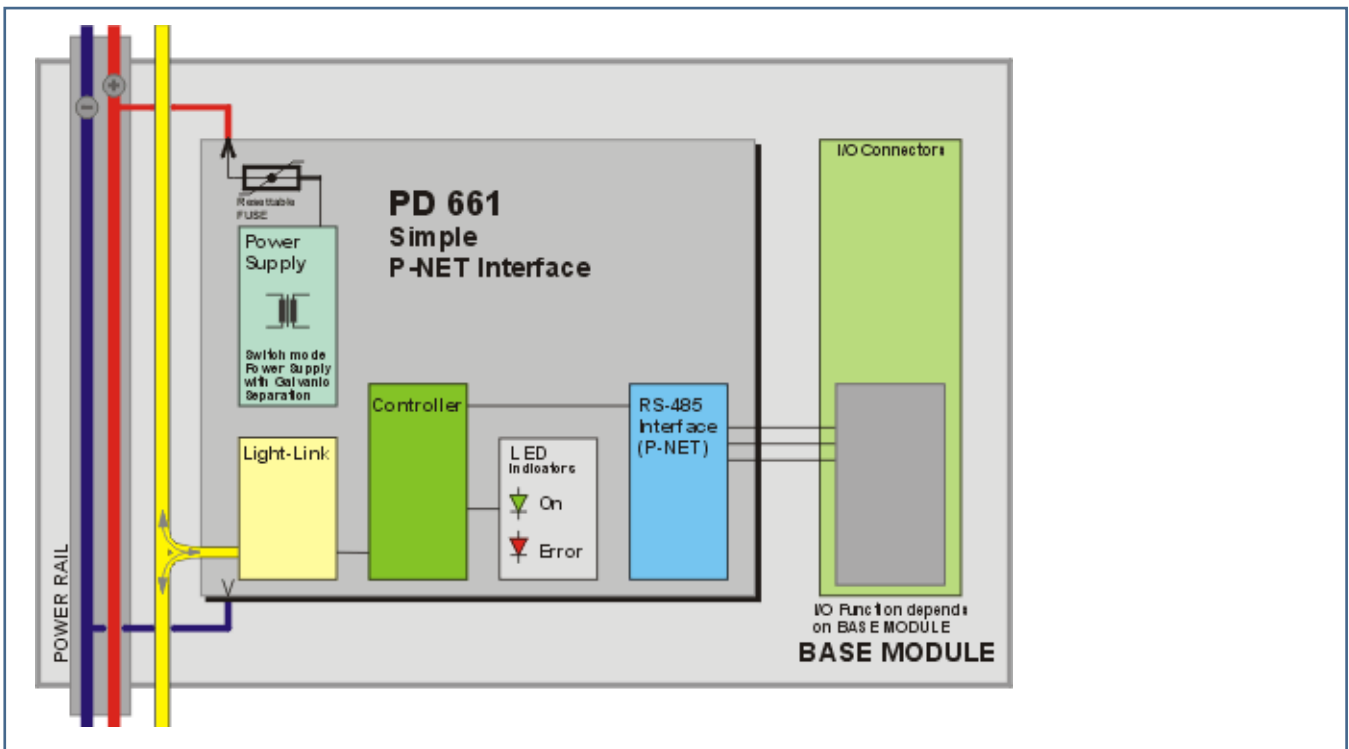 PD 661
Simple
P-NET Interface
Resettable
FUSE
Power
Supply
Switch mode
Power Supply
with Galvanic
Separation
Light-Link
Controller
LED
Indicators
On
Error
RS-485
Interface
(P-NET)
I/O Connectors
I/O Function depends
on BASE MODULE
BASE MODULE
POWER RAIL